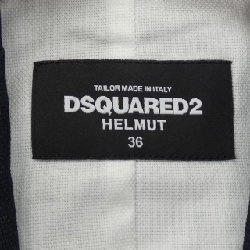 TAILOR MADE IN ITALY
DSQUARED2
HELMUT
36